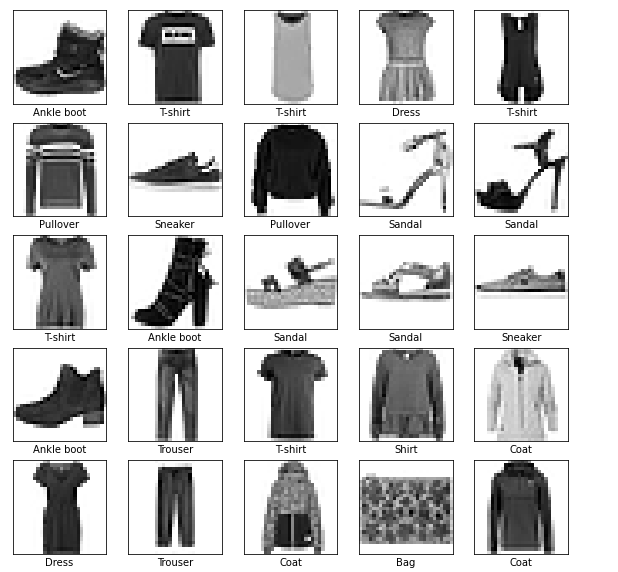 Ankle boot T-shirt T-shirt Dress T-shirt
Pullover Sneaker Pullover Sandal Sandal
T-shirt Ankle boot Sandal Sandal Sneaker
Ankle boot Trouser T-shirt Shirt Coat
Dress Trouser Coat Bag Coat